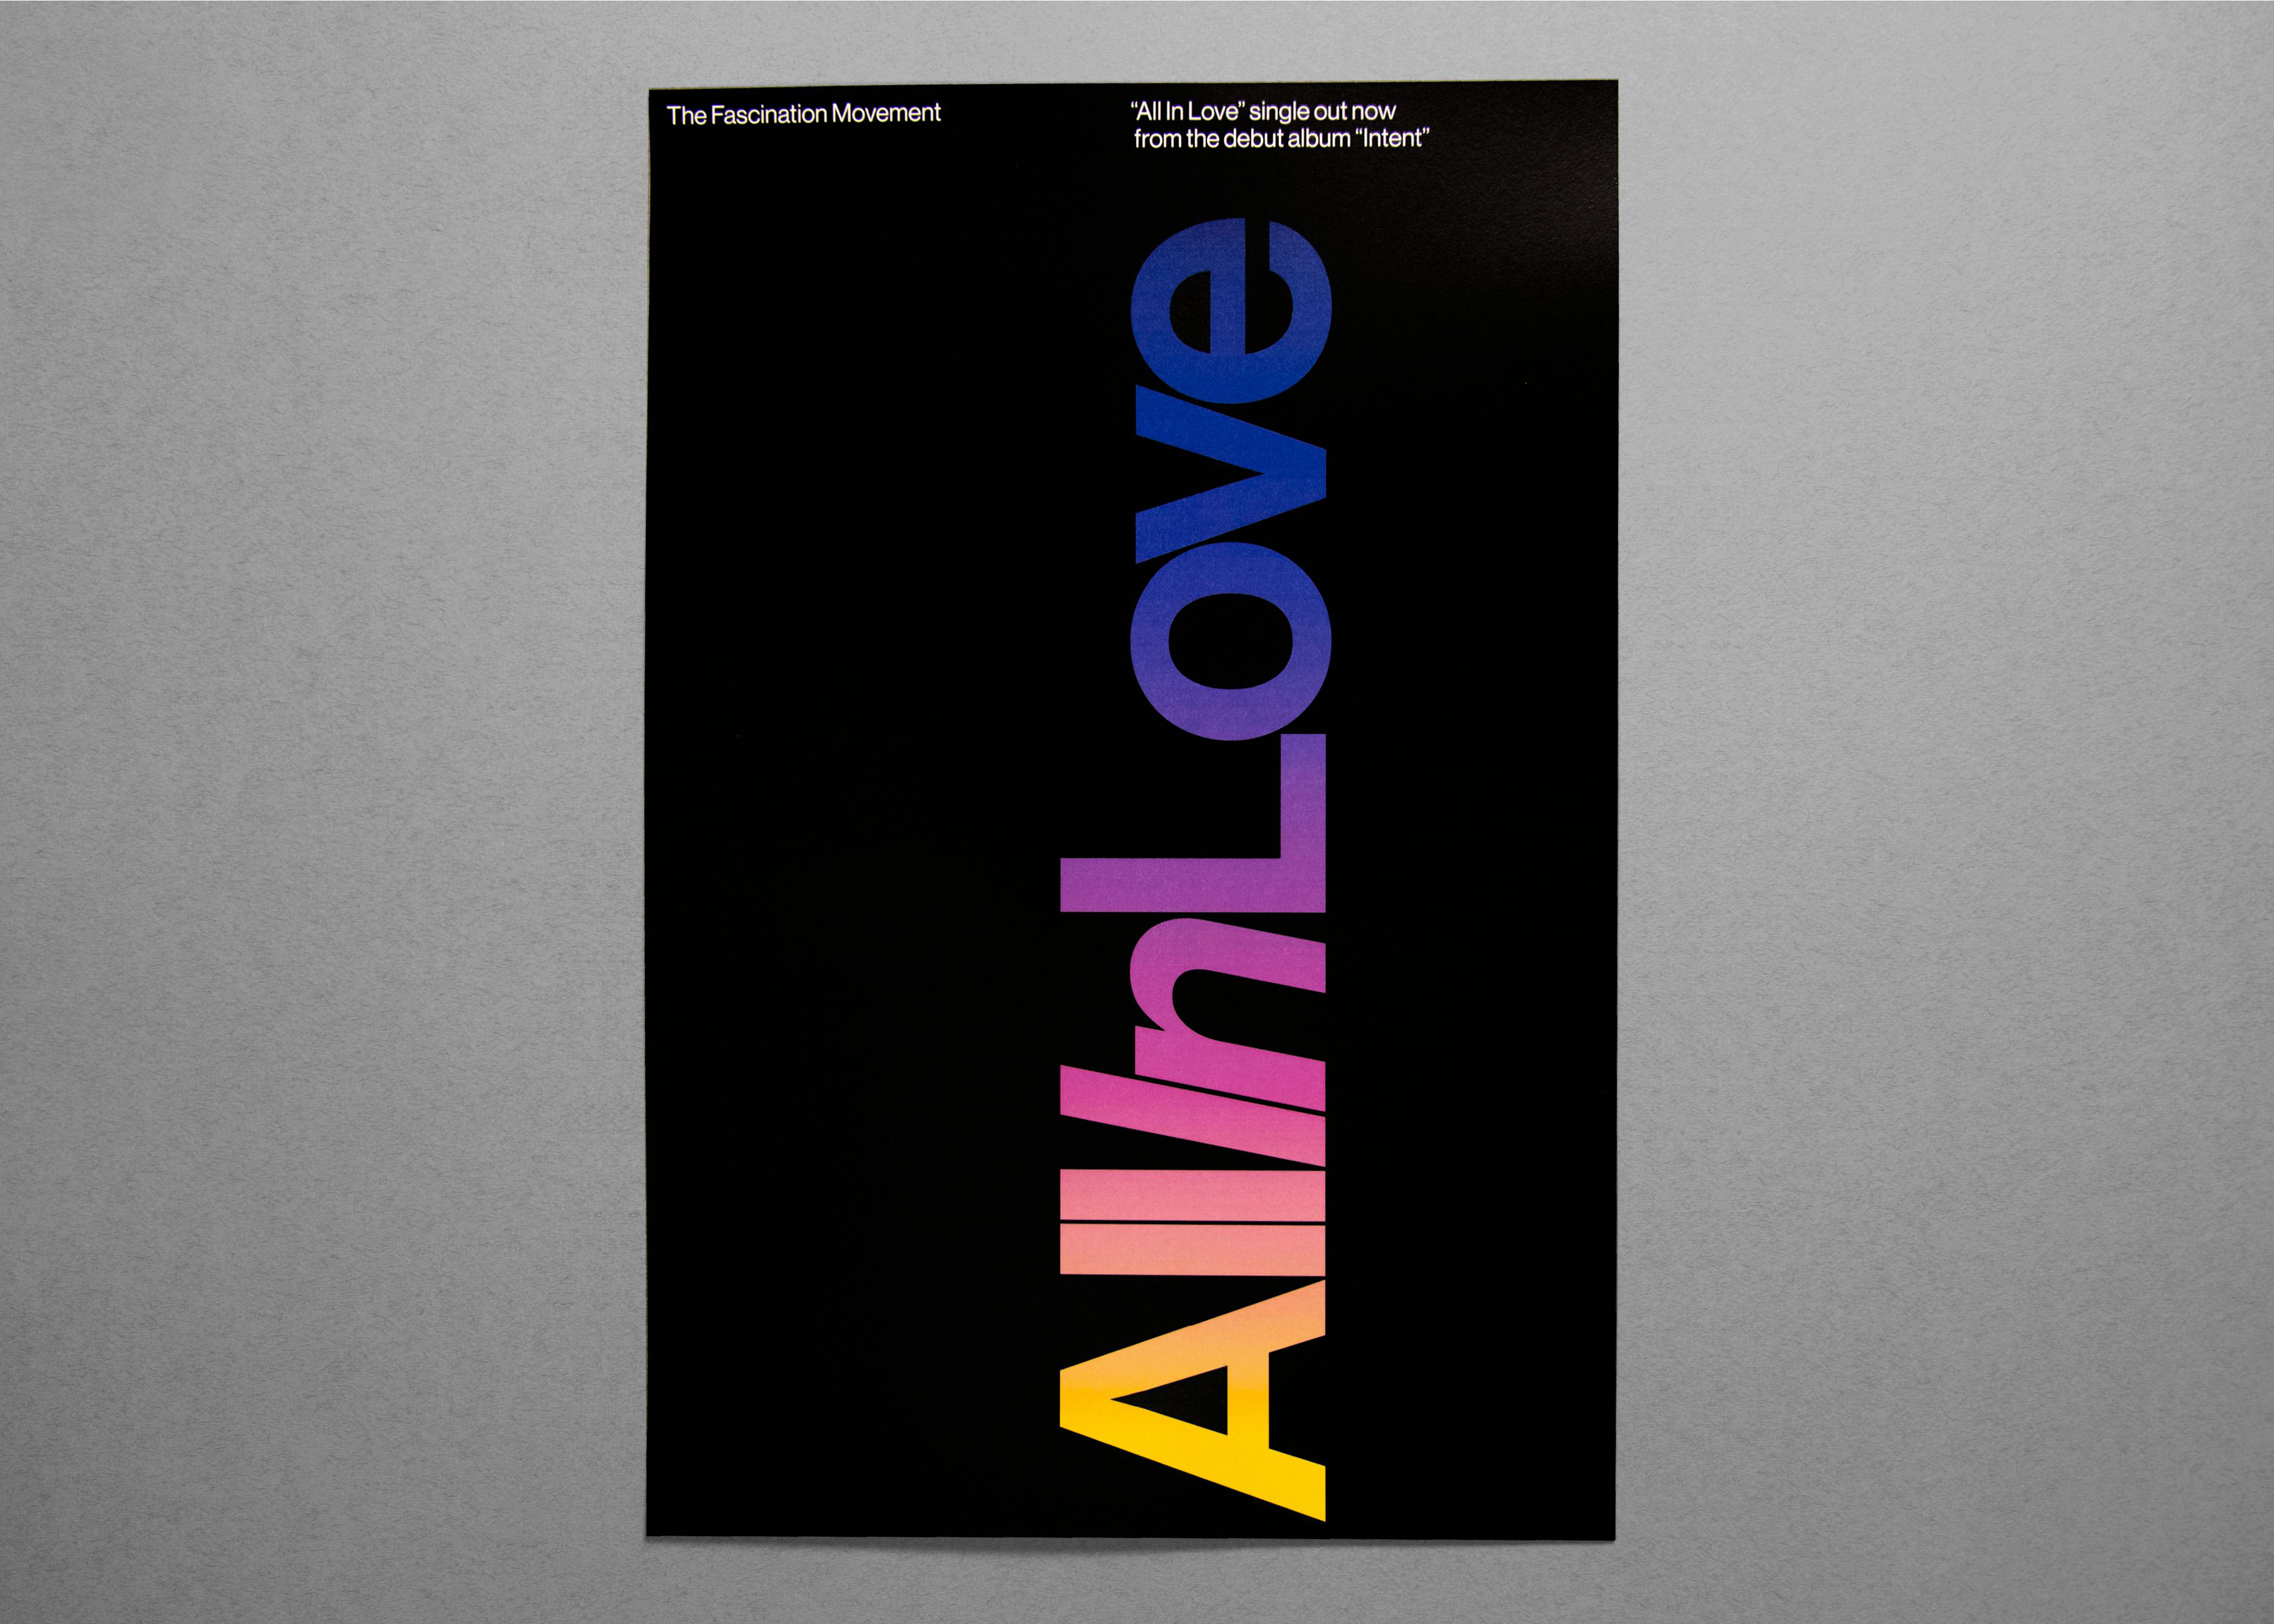 The Fascination Movement
“All In Love” single out now
from the debut album “Intent”
AllInLove